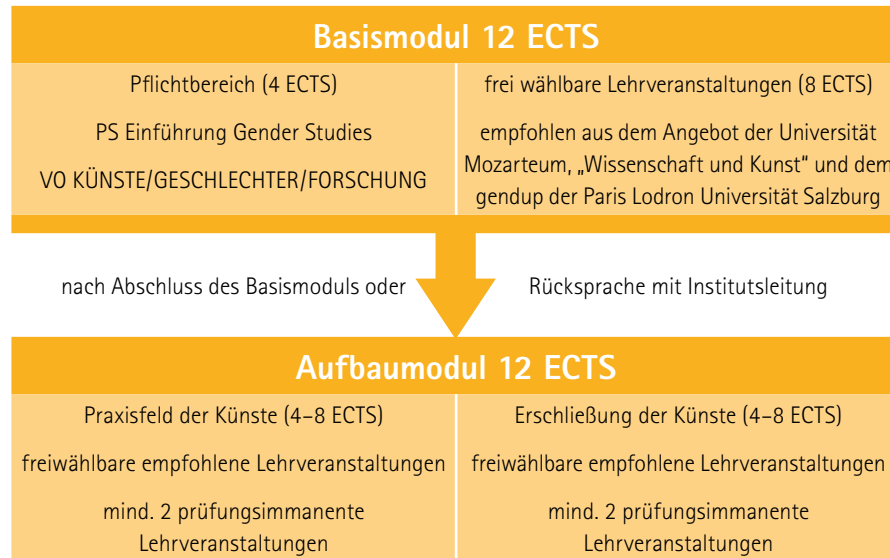 Basismodul 12 ECTS
Pflichtbereich (4 ECTS)
PS Einführung Gender Studies
VO KÜNSTE/GESCHLECHTER/FORSCHUNG
frei wählbare Lehrveranstaltungen (8 ECTS)
empfohlen aus dem Angebot der Universität
Mozarteum, „Wissenschaft und Kunst“ und dem
gendup der Paris Lodron Universität Salzburg
nach Abschluss des Basismoduls oder
Rücksprache mit Institutsleitung
Aufbaumodul 12 ECTS
Praxisfeld der Künste (4–8 ECTS)
freiwählbare empfohlene Lehrveranstaltungen
mind. 2 prüfungsimmanente
Lehrveranstaltungen
Erschließung der Künste (4–8 ECTS)
freiwählbare empfohlene Lehrveranstaltungen
mind. 2 prüfungsimmanente
Lehrveranstaltungen